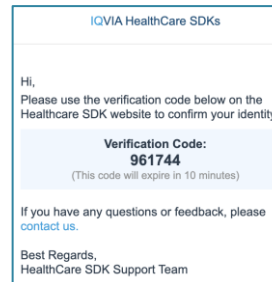 IQVIA HealthCare SDKs
Hi,
Please use the verification code below on the
Healthcare SDK website to confirm your identity
Verification Code:
961744
(This code will expire in 10 minutes)
If you have any questions or feedback, please
contact us.
Best Regards,
HealthCare SDK Support Team